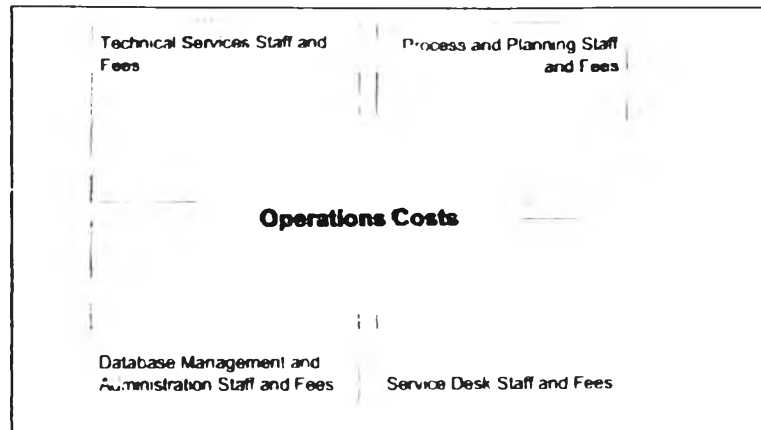 Technical Services Staff and
Fees
Process and Planning Staff
and Fees
Operations Costs
Database Management and
Administration Staff and Fees
Service Desk Staff and Fees